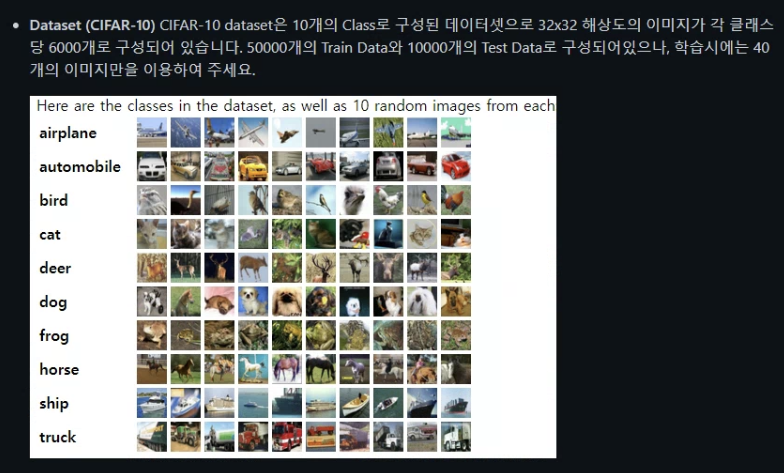 Dataset (CIFAR-10) CIFAR-10 dataset은 10개의 Class로 구성된 데이터셋으로 32x32 해상도의 이미지가 각 클래스
당 6000개로 구성되어 있습니다. 50000개의 Train Data와 10000개의 Test Data로 구성되어있으나, 학습시에는 40
개의 이미지만을 이용하여 주세요.
Here are the classes in the dataset, as well as 10 random images from each
airplane
automobile
bird
cat
deer
dog
frog
horse
ship
truck